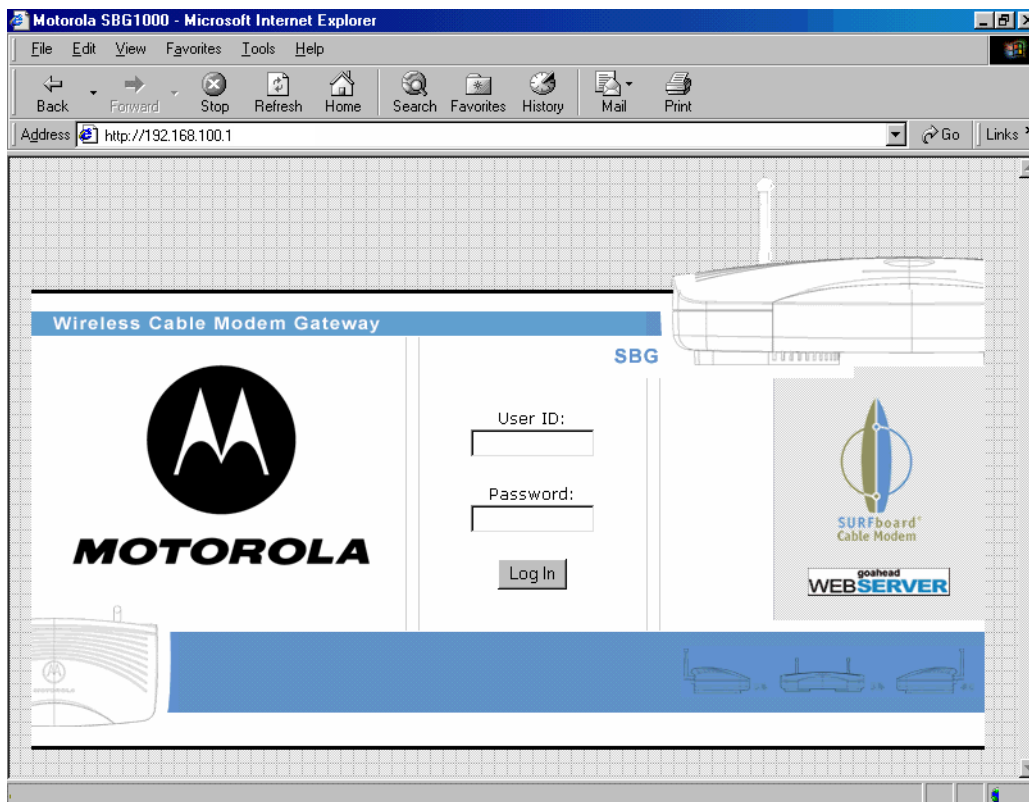 Motorola SBG1000 - Microsoft Internet Explorer
File Edit View Favorites Tools Help
Back Forward Stop Refresh Home Search Favorites History Mail Print
Address http://192.168.100.1 Go Links
Wireless Cable Modem Gateway
SBG
User ID:
Password:
Log In
MOTOROLA
SURFboard®
Cable Modem
goahead
WEBSERVER
MOTOROLA